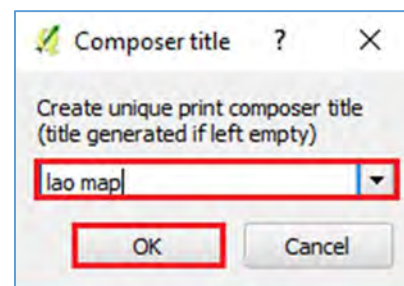 Composer title ?
Create unique print composer title
(title generated if left empty)
lao map
OK Cancel